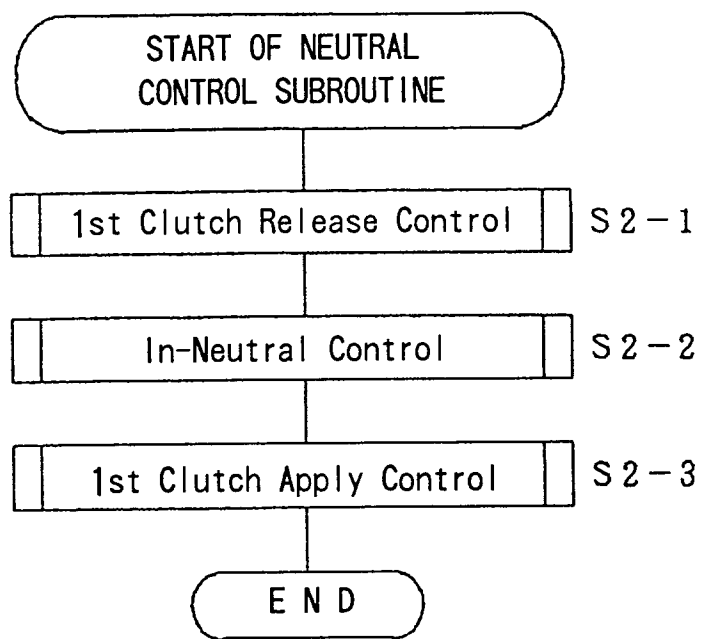 START OF NEUTRAL
CONTROL SUBROUTINE
1st Clutch Release Control
S2-1
In-Neutral Control
S2-2
1st Clutch Apply Control
S2-3
END